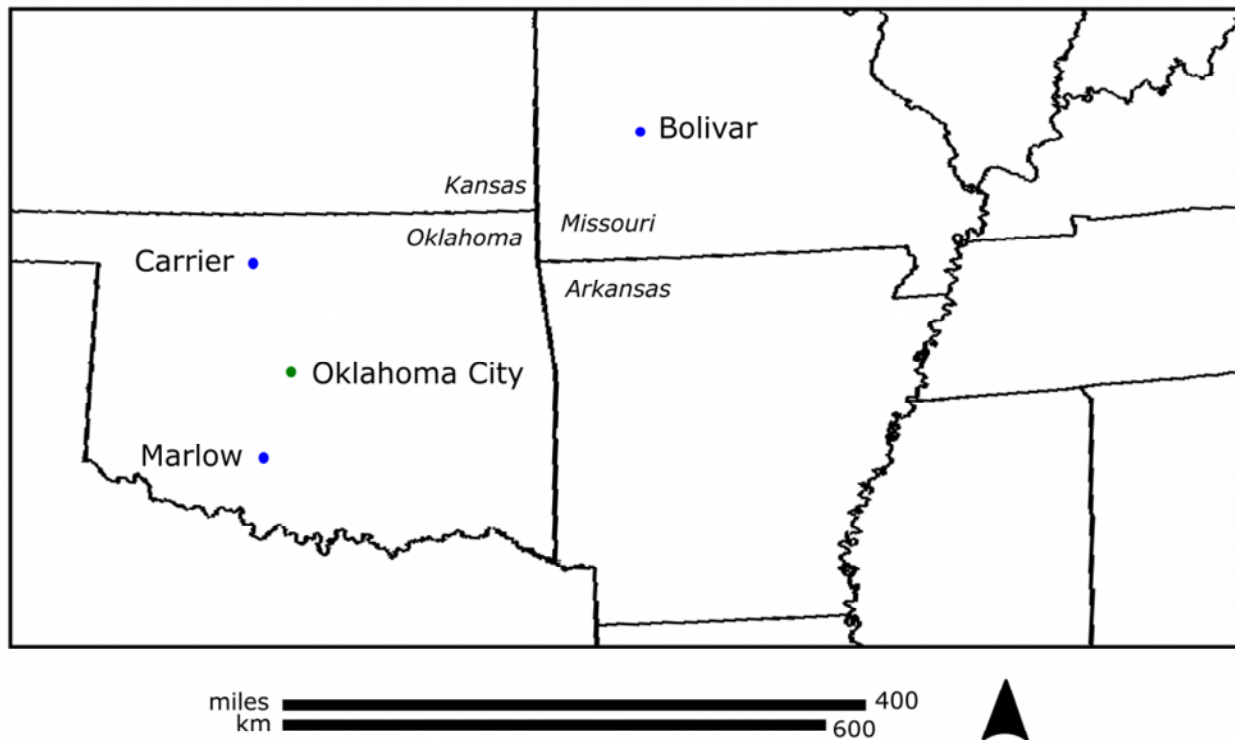 Bolivar
Kansas
Missouri
Oklahoma
Carrier
Arkansas
Oklahoma City
Marlow
miles 400
km 600